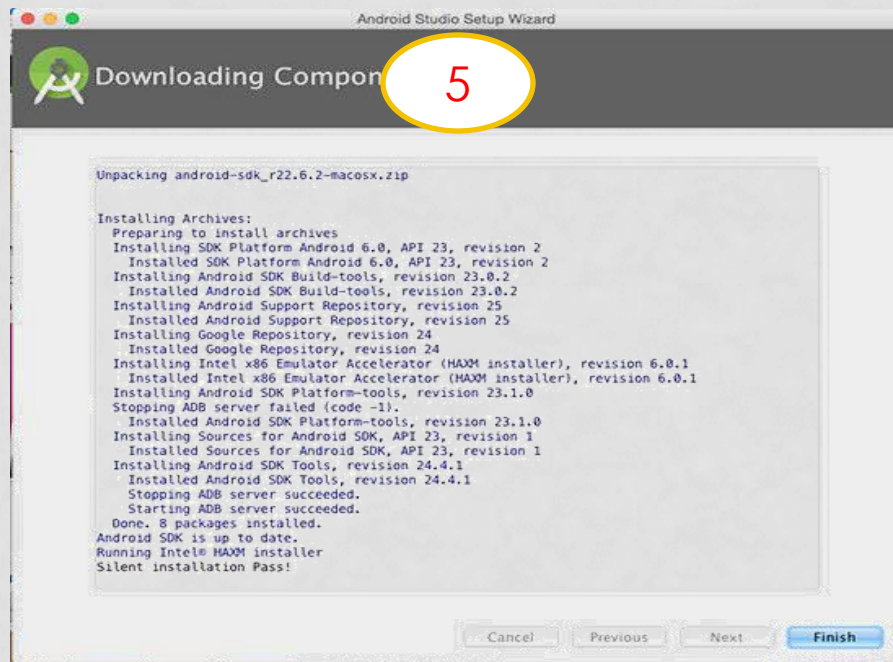 Android Studio Setup Wizard
Downloading Compon
5
Unpacking android-sdk_r22.6.2-macosx.zip
Installing Archives:
Preparing to install archives
Installing SDK Platform Android 6.0, API 23, revision 2
Installed SDK Platform Android 6.0, API 23, revision 2
Installing Android SDK Build-tools, revision 23.0.2
Installed Android SDK Build-tools, revision 23.0.2
Installing Android Support Repository, revision 25
Installed Android Support Repository, revision 25
Installing Google Repository, revision 24
Installed Google Repository, revision 24
Installing Intel x86 Emulator Accelerator (HAXM installer), revision 6.0.1
Installed Intel x86 Emulator Accelerator (HAXM installer), revision 6.0.1
Installing Android SDK Platform-tools, revision 23.1.0
Stopping ADB server failed (code -1).
Installed Android SDK Platform-tools, revision 23.1.0
Installing Sources for Android SDK, API 23, revision 1
Installed Sources for Android SDK, API 23, revision 1
Installing Android SDK Tools, revision 24.4.1
Installed Android SDK Tools, revision 24.4.1
Stopping ADB server succeeded.
Starting ADB server succeeded.
Done. 8 packages installed.
Android SDK is up to date.
Running Intel® HAXM installer
Silent installation Pass!
Cancel Previous Next Finish